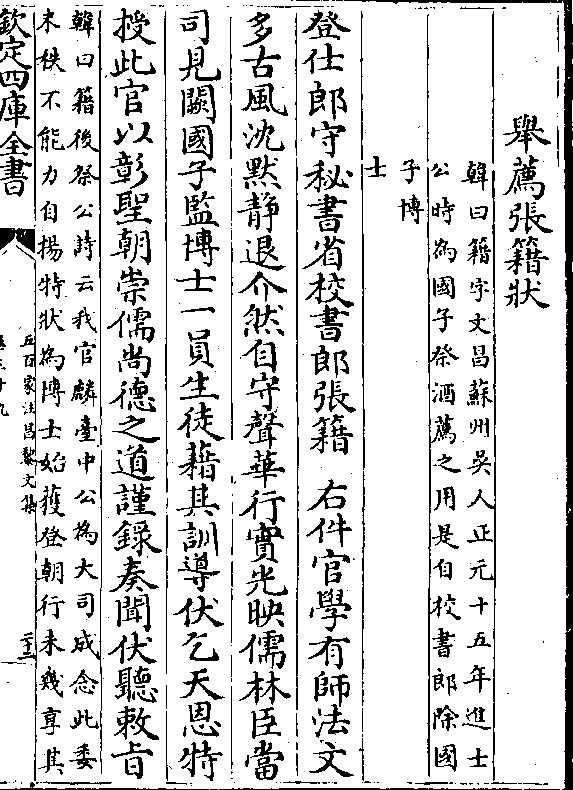 舉薦張籍狀
韓曰籍字文昌蘇州吳人正元十五年進士
公時為國子祭酒薦之用是自校書郎除國
子博
士
登仕郎守秘書省校書郎張籍 右件官學有師法文
多古風沈默靜退介然自守聲華行實光映儒林臣當
司見闕國子監博士一員生徒藉其訓導伏乞天恩特
授此官以彰聖朝崇儒尚德之道謹録奏聞伏聽敕㫖
韓曰籍後祭公詩云我官麟臺中公為大司成念此委
末秩不能力自揚特狀為博士始獲登朝行未幾享其
欽定四庫全書
五百家注昌黎文集
二十二